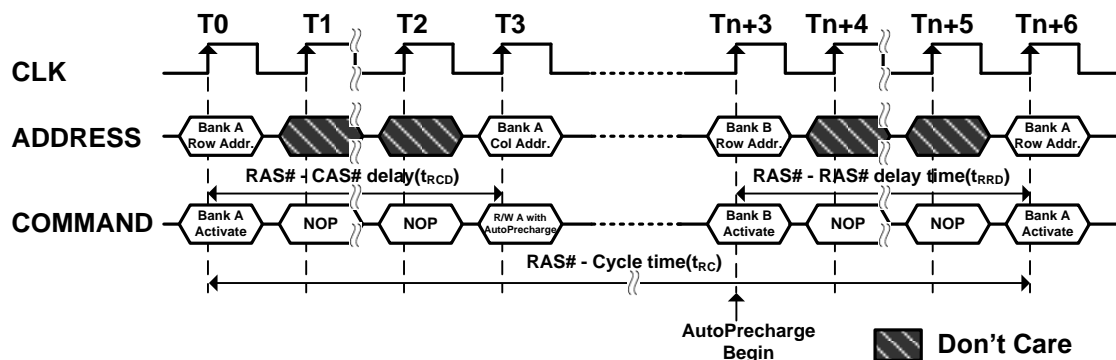 T0 T1 T2 T3 Tn+3 Tn+4 Tn+5 Tn+6
CLK
ADDRESS
Bank A
Row Addr.
Bank A
Col Addr.
Bank B
Row Addr.
Bank A
Row Addr.
RAS# - CAS# delay(tRCD)
RAS# - RAS# delay time(tRRD)
COMMAND
Bank A
Activate
NOP
NOP
R/W A with
AutoPrecharge
Bank B
Activate
NOP
NOP
Bank A
Activate
RAS# - Cycle time(tRC)
AutoPrecharge
Begin
Don't Care